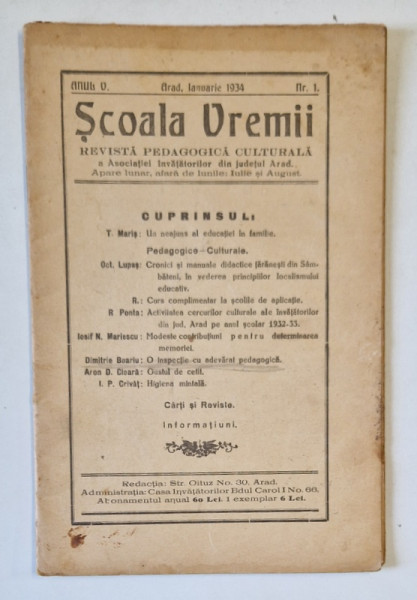 ANUL V. Arad, Ianuarie 1934 Nr. 1.
Școala Vremii
REVISTĂ PEDAGOGICĂ CULTURALĂ
a Asociației învățătorilor din județul Arad.
Apare lunar, afară de lunile: Iulie și August.
CUPRINSUL:
T. Mariș: Un neajuns al educației în familie.
Pedagogice—Culturale.
Oct. Lupaș: Cronici și manuale didactice țărănești din Sâm-
băteni, în vederea principiilor localismului
educativ.
R.: Curs complimentar la școlile de aplicație.
R Penta: Activitatea cercurilor culturale ale învățătorilor
din jud. Arad pe anul școlar 1932-33.
Iosif N. Mariescu: Modeste contribuțiuni pentru determinarea
memoriei.
Dimitrie Boariu: O inspecție cu adevărat pedagogică.
Aron D. Cioară: Gustul de cetit.
I. P. Crivăț: Higiena mintală.
Cărți și Reviste.
Informațiuni.
Redacția: Str. Oituz No. 30, Arad.
Administrația: Casa Învățătorilor Bdul Carol I No. 66.
Abonamentul anual 60 Lei. 1 exemplar 6 Lei.